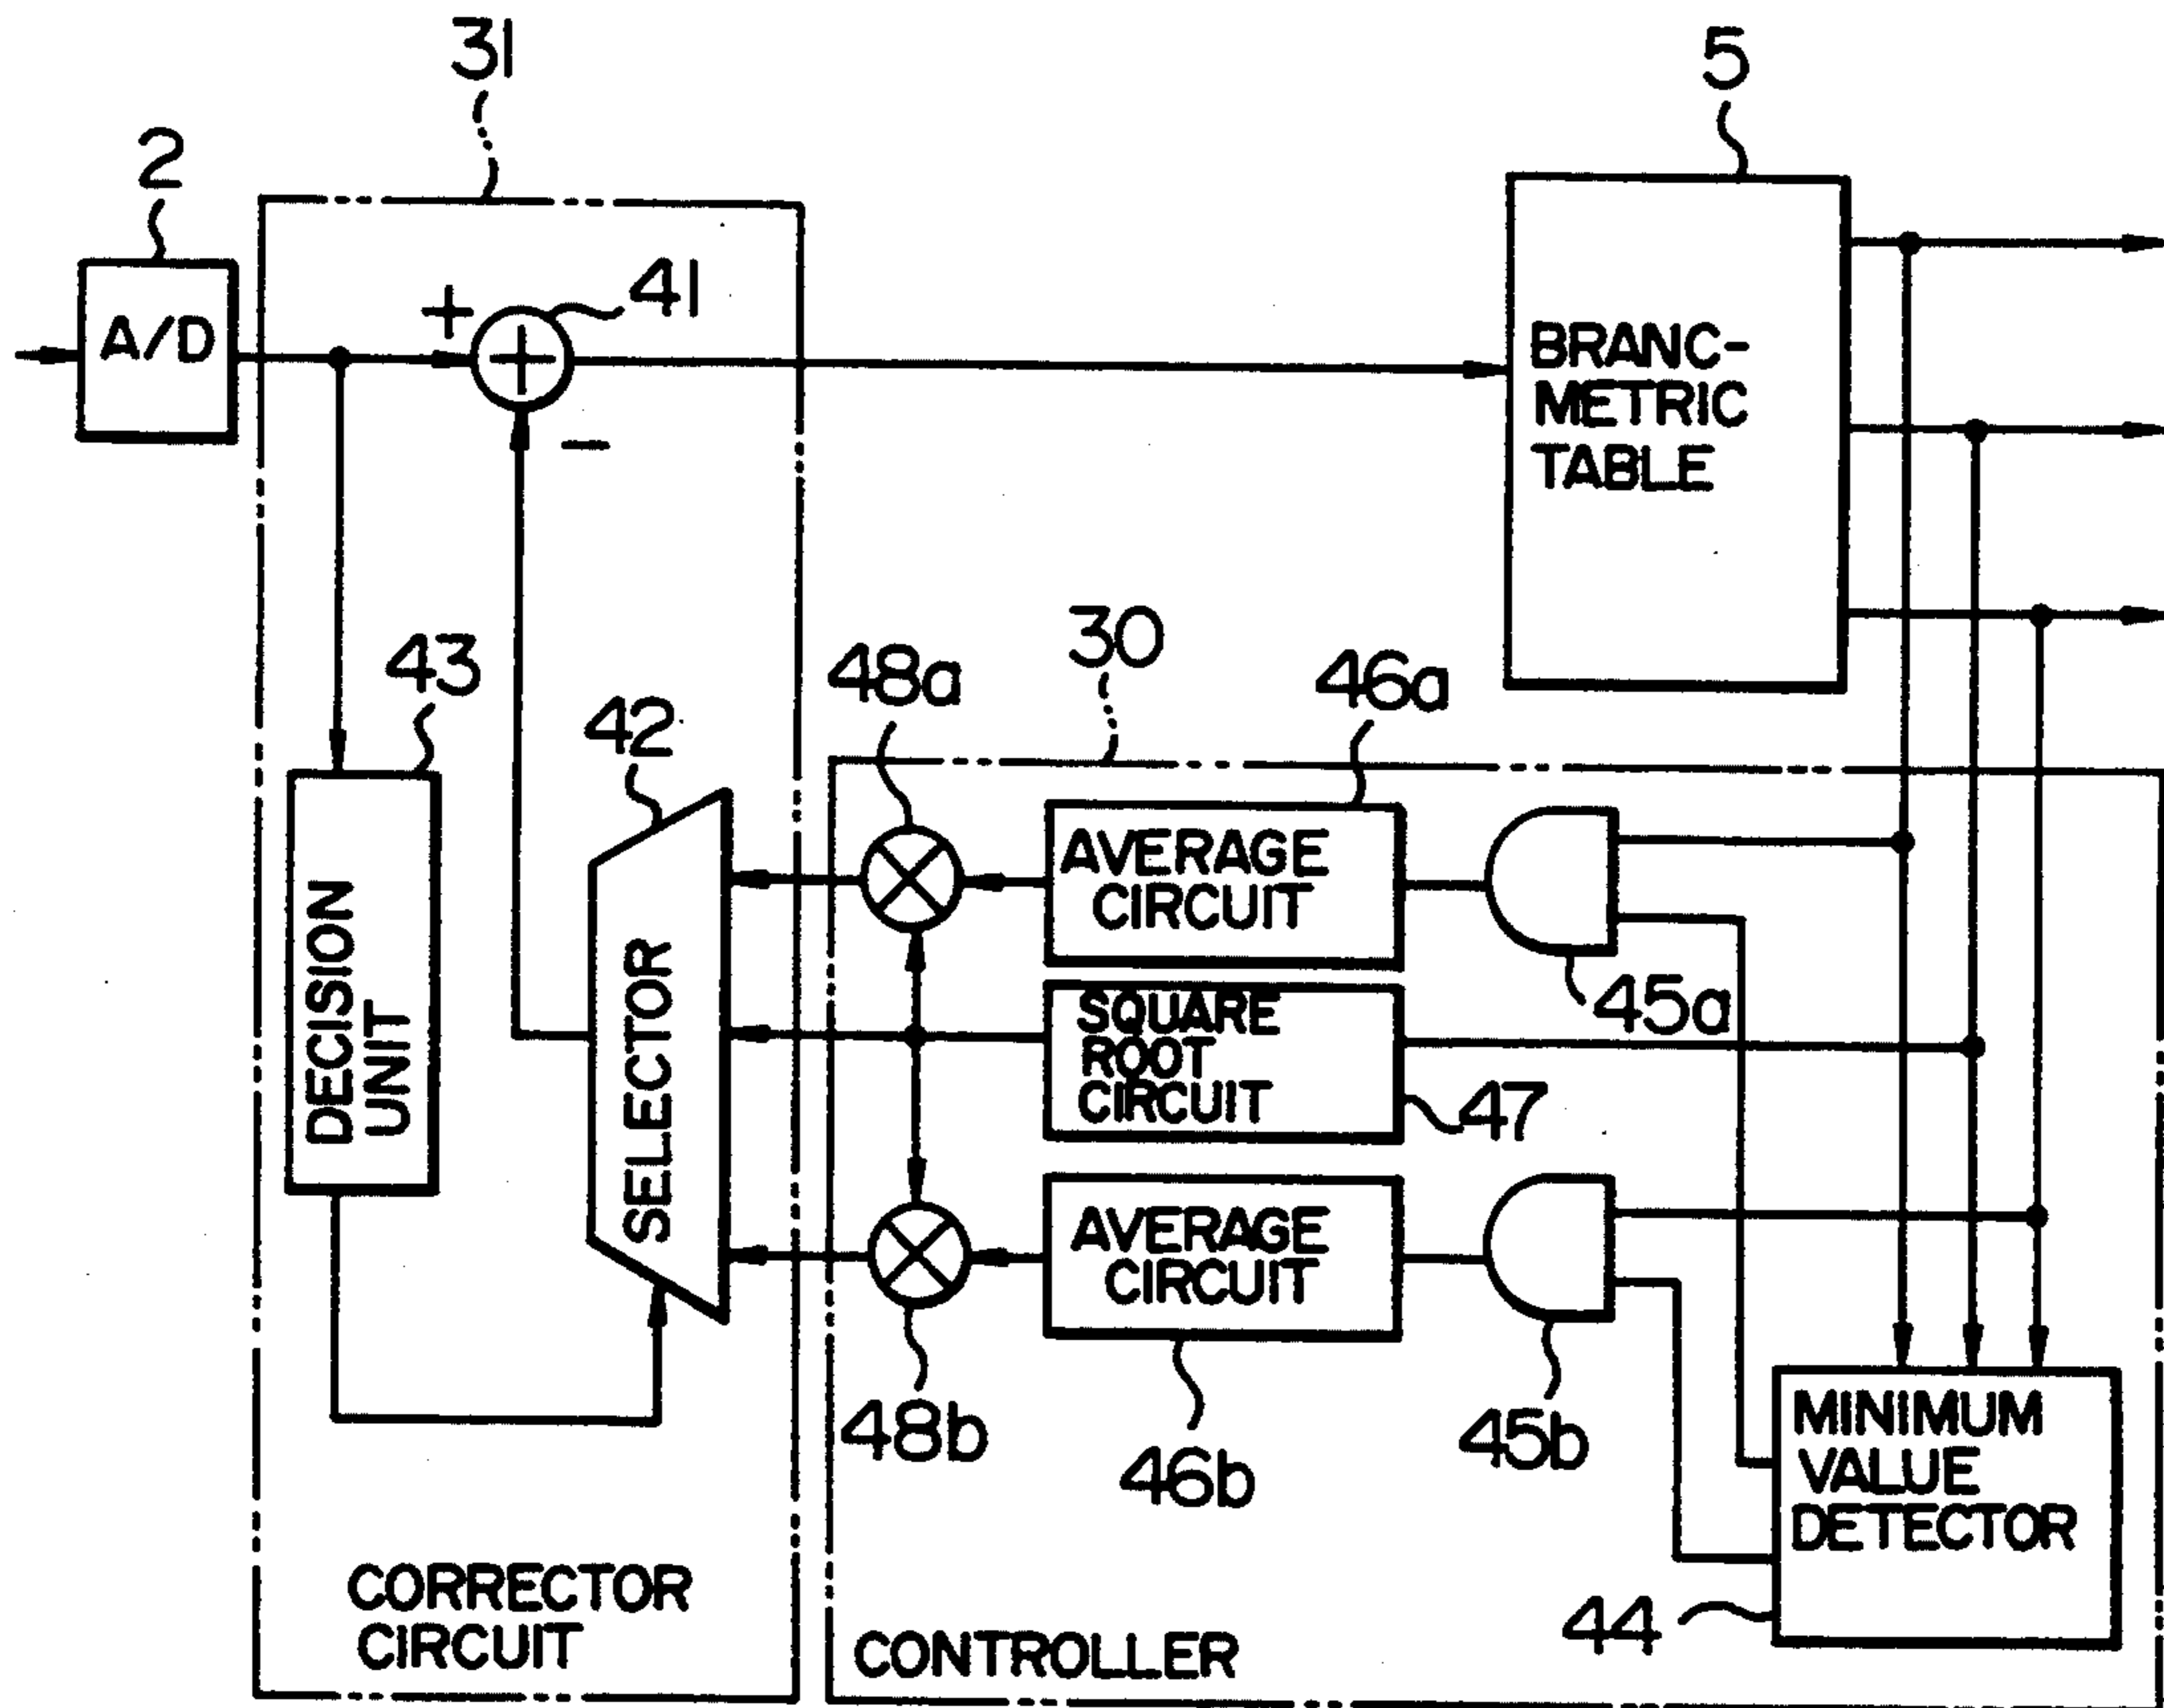 31
5
2
A/D
+
41
−
BRANC-
METRIC
TABLE
43
42
48a
30
46a
DECISION
UNIT
SELECTOR
AVERAGE
CIRCUIT
45a
SQUARE
ROOT
CIRCUIT
47
AVERAGE
CIRCUIT
48b
46b
45b
MINIMUM
VALUE
DETECTOR
44
CORRECTOR
CIRCUIT
CONTROLLER